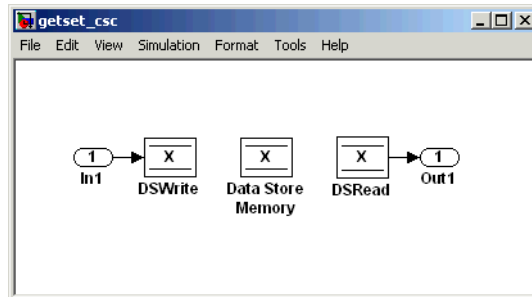 getset_csc
File Edit View Simulation Format Tools Help
1 X X X 1
In1 DSWrite Data Store Memory DSRead Out1